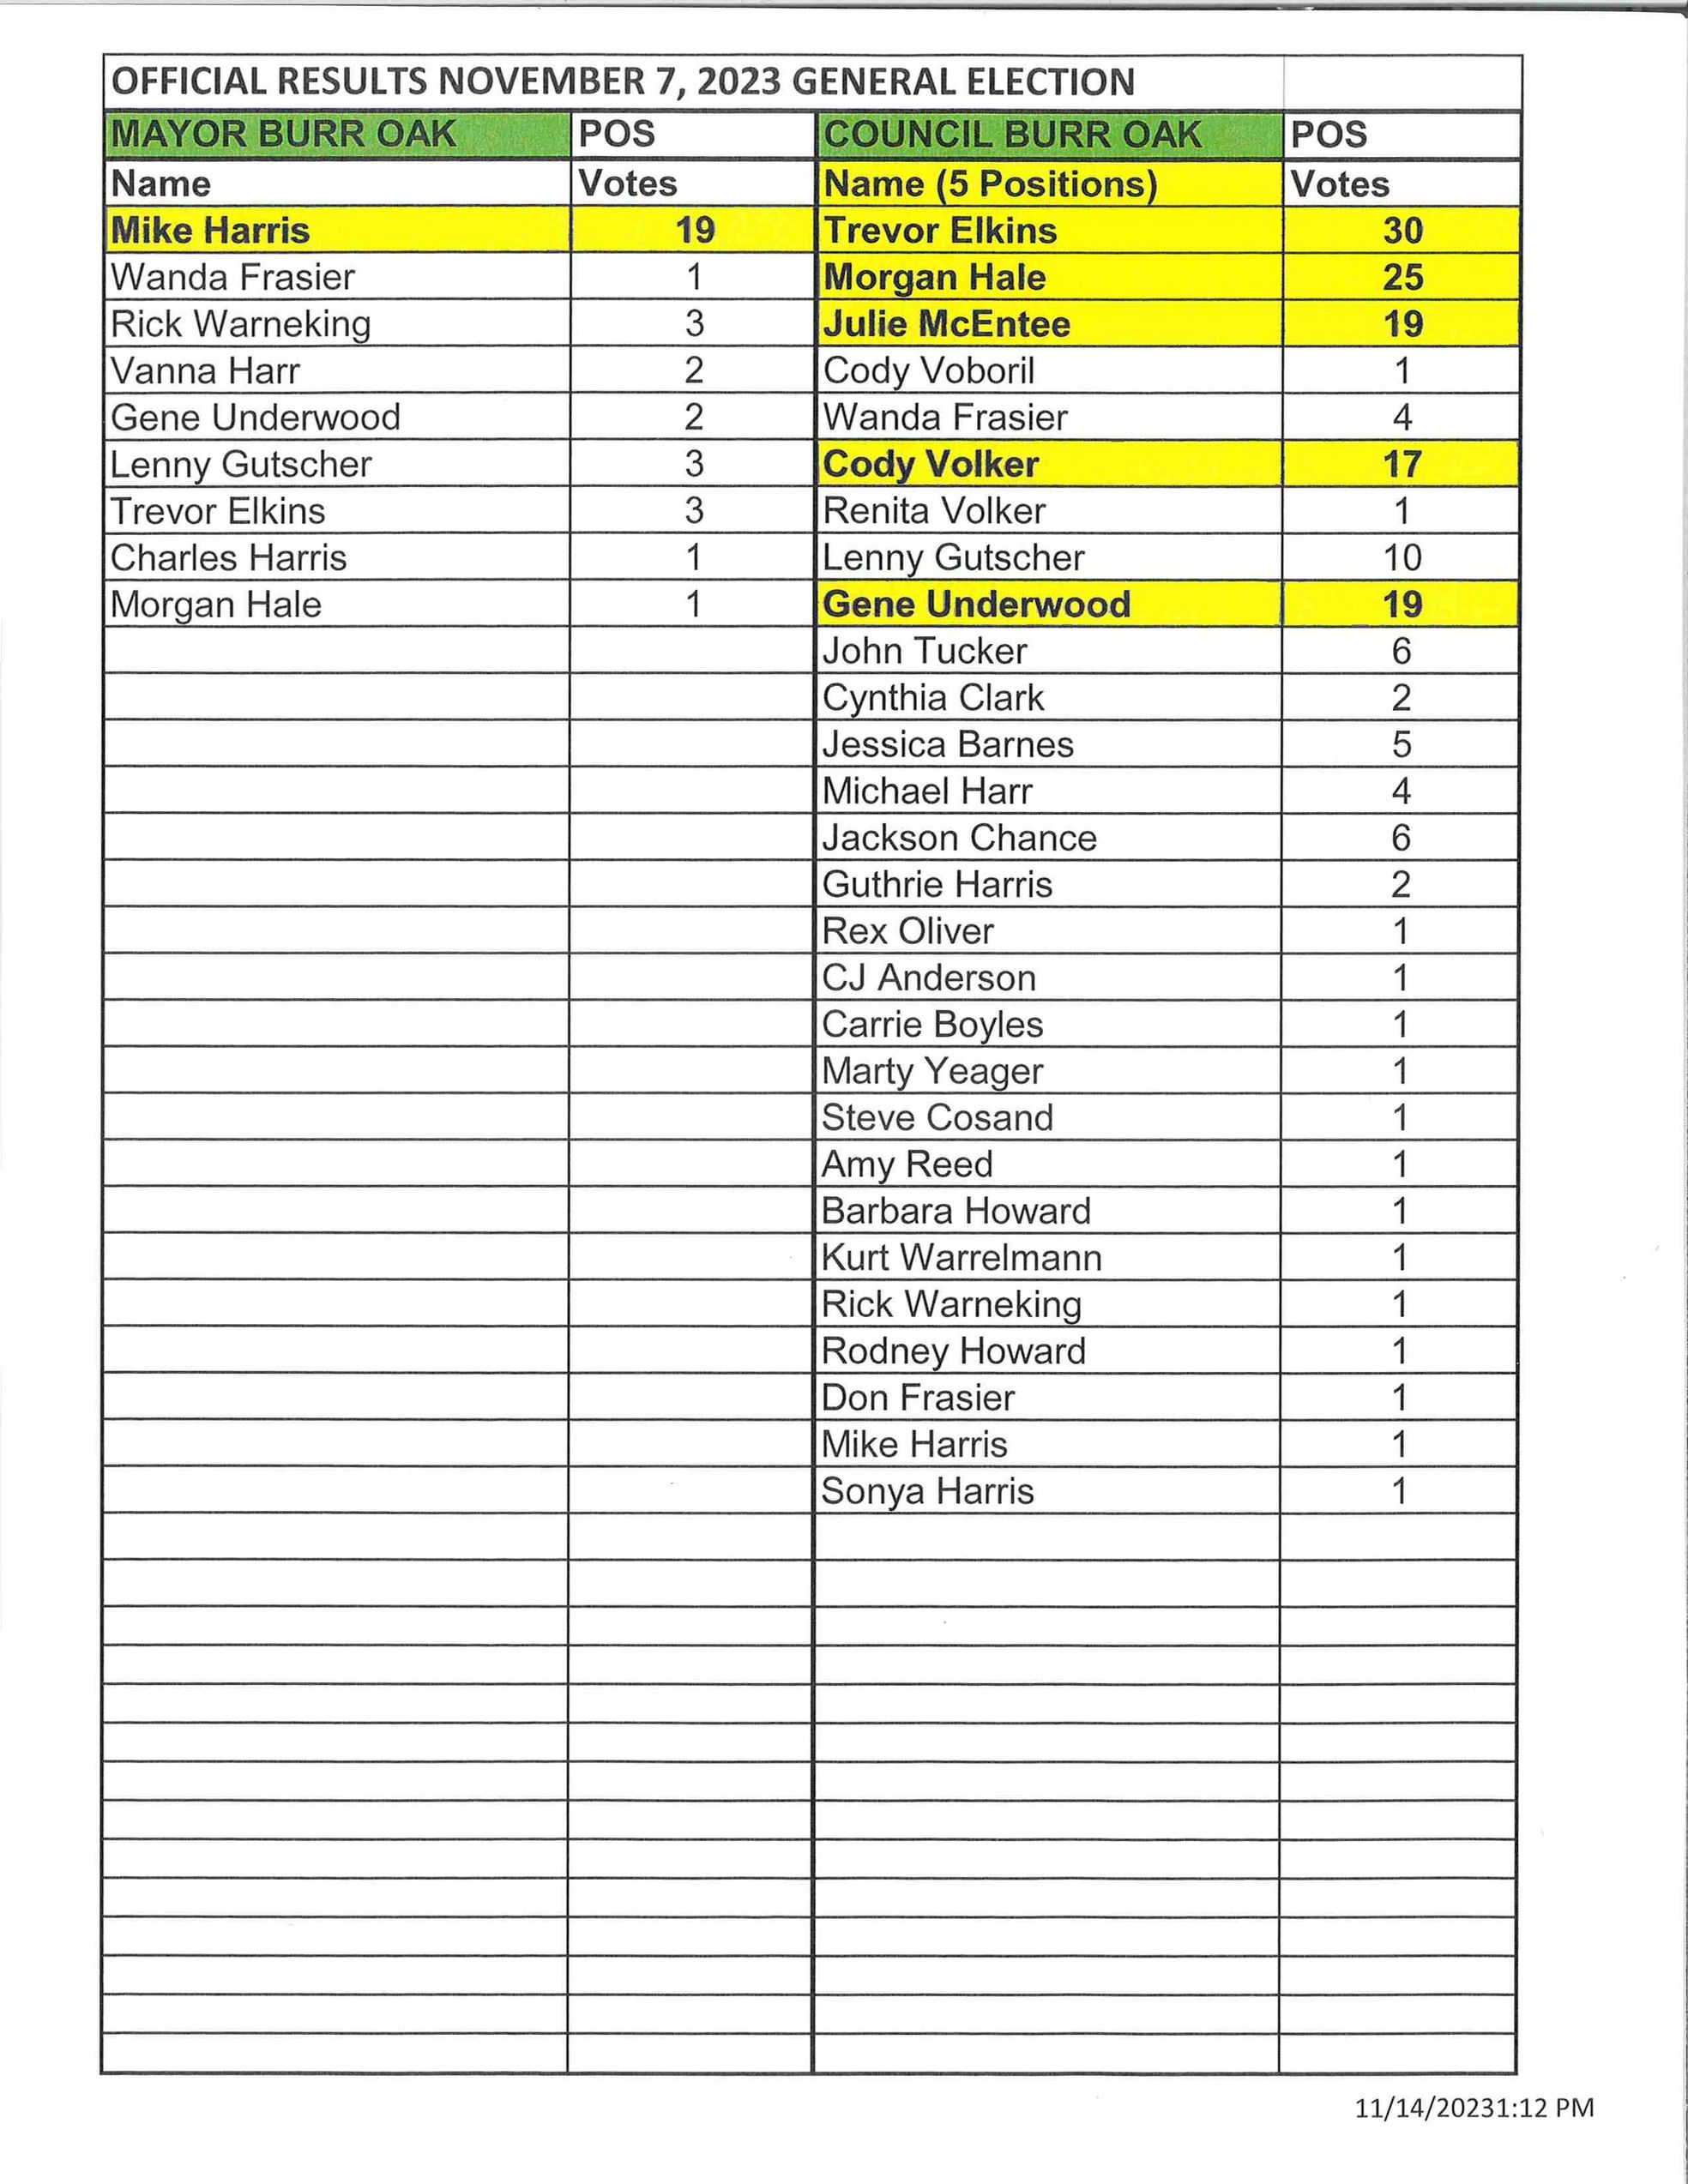 OFFICIAL RESULTS NOVEMBER 7, 2023 GENERAL ELECTION
MAYOR BURR OAK POS COUNCIL BURR OAK POS
Name Votes Name (5 Positions) Votes
Mike Harris 19 Trevor Elkins 30
Wanda Frasier 1 Morgan Hale 25
Rick Warneking 3 Julie McEntee 19
Vanna Harr 2 Cody Voboril 1
Gene Underwood 2 Wanda Frasier 4
Lenny Gutscher 3 Cody Volker 17
Trevor Elkins 3 Renita Volker 1
Charles Harris 1 Lenny Gutscher 10
Morgan Hale 1 Gene Underwood 19
John Tucker 6
Cynthia Clark 2
Jessica Barnes 5
Michael Harr 4
Jackson Chance 6
Guthrie Harris 2
Rex Oliver 1
CJ Anderson 1
Carrie Boyles 1
Marty Yeager 1
Steve Cosand 1
Amy Reed 1
Barbara Howard 1
Kurt Warrelmann 1
Rick Warneking 1
Rodney Howard 1
Don Frasier 1
Mike Harris 1
Sonya Harris 1
11/14/20231:12 PM